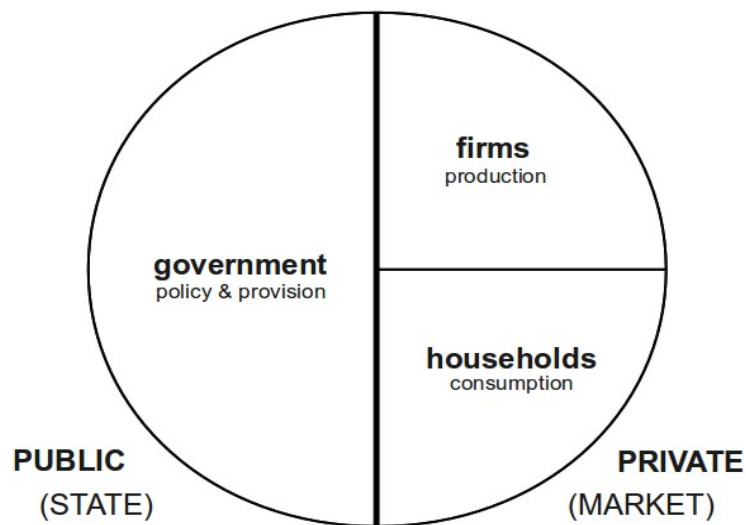 firms
production
government
policy & provision
households
consumption
PUBLIC
(STATE)
PRIVATE
(MARKET)